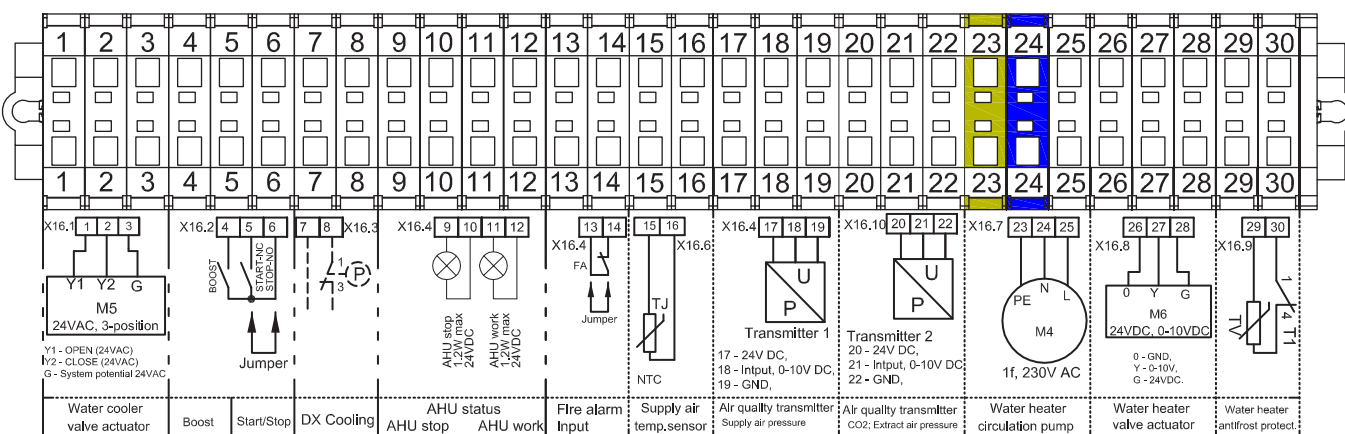 1 2 3 4 5 6 7 8 9 10 11 12 13 14 15 16 17 18 19 20 21 22 23 24 25 26 27 28 29 30
1 2 3 4 5 6 7 8 9 10 11 12 13 14 15 16 17 18 19 20 21 22 23 24 25 26 27 28 29 30
X16.1 1 2 3
Y1 Y2 G
M5
24VAC, 3-position
Y1 - OPEN (24VAC)
Y2 - CLOSE (24VAC)
G - System potential 24VAC
Water cooler
valve actuator
X16.2 4 5 6
BOOST
START-NC
STOP-NO
Jumper
Boost
Start/Stop
7 8 X16.3
1
P
3
DX Cooling
X16.4 9 10 11 12
AHU stop
1.2W max
24VDC
AHU work
1.2W max
24VDC
AHU status
AHU stop AHU work
13 14
X16.4
FA
Jumper
FIre alarm
Input
15 16
X16.6
TJ
NTC
Supply air
temp.sensor
X16.4 17 18 19
U
P
Transmitter 1
17 - 24V DC,
18 - Intput, 0-10V DC,
19 - GND,
Air quality transmitter
Supply air pressure
X16.10 20 21 22
U
P
Transmitter 2
20 - 24V DC,
21 - Intput, 0-10V DC
22 - GND,
Air quality transmitter
CO2; Extract air pressure
X16.7
23 24 25
PE N L
M4
1f, 230V AC
Water heater
circulation pump
26 27 28
X16.8
0 Y G
M6
24VDC, 0-10VDC
0 - GND,
Y - 0-10V,
G - 24VDC.
Water heater
valve actuator
29 30
X16.9
1
4
T1
TV
Water heater
antifrost protect.